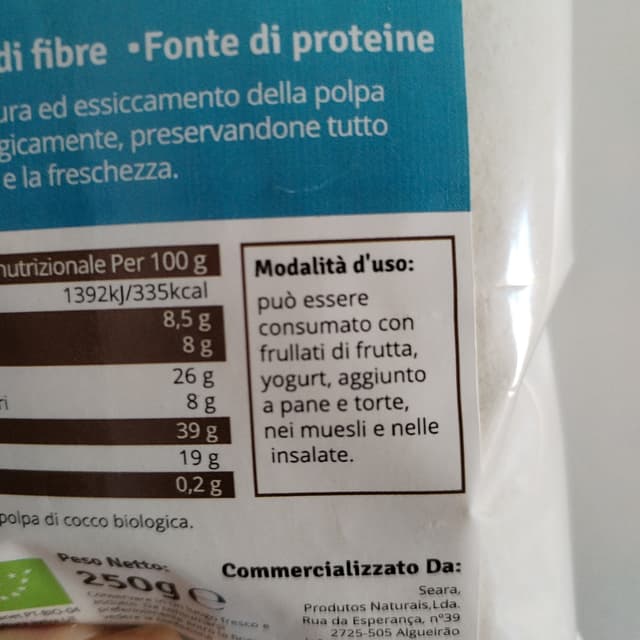 di fibre •Fonte di proteine
ura ed essiccamento della polpa
gicamente, preservandone tutto
e la freschezza.
nutrizionale Per 100 g
1392kJ/335kcal
8,5 g
8 g
26 g
ri 8 g
39 g
19 g
0,2 g
polpa di cocco biologica.
Modalità d'uso:
può essere
consumato con
frullati di frutta,
yogurt, aggiunto
a pane e torte,
nei muesli e nelle
insalate.
Peso Netto:
250g e
Commercializzato Da:
Seara,
Produtos Naturais,Lda.
Rua da Esperança, nº39
2725-505 Algueirão